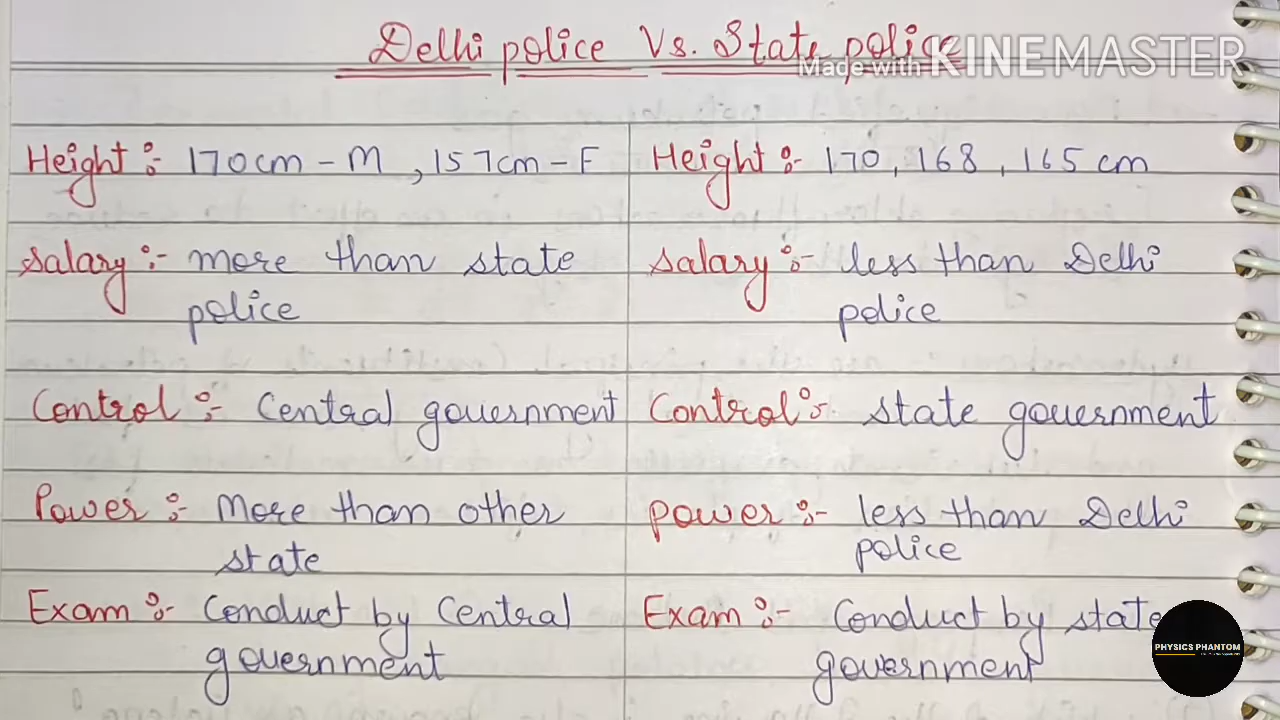 Delhi police Vs. State police
Made with KINEMASTER
Height :- 170cm - M , 157cm - F
Height :- 170, 168, 165 cm
Salary :- more than state
police
Salary :- less than Delhi
police
Control :- Central government
Control :- state government
Power :- More than other
state
power :- less than Delhi
police
Exam :- Conduct by Central
government
Exam :- Conduct by state
government
PHYSICS PHANTOM